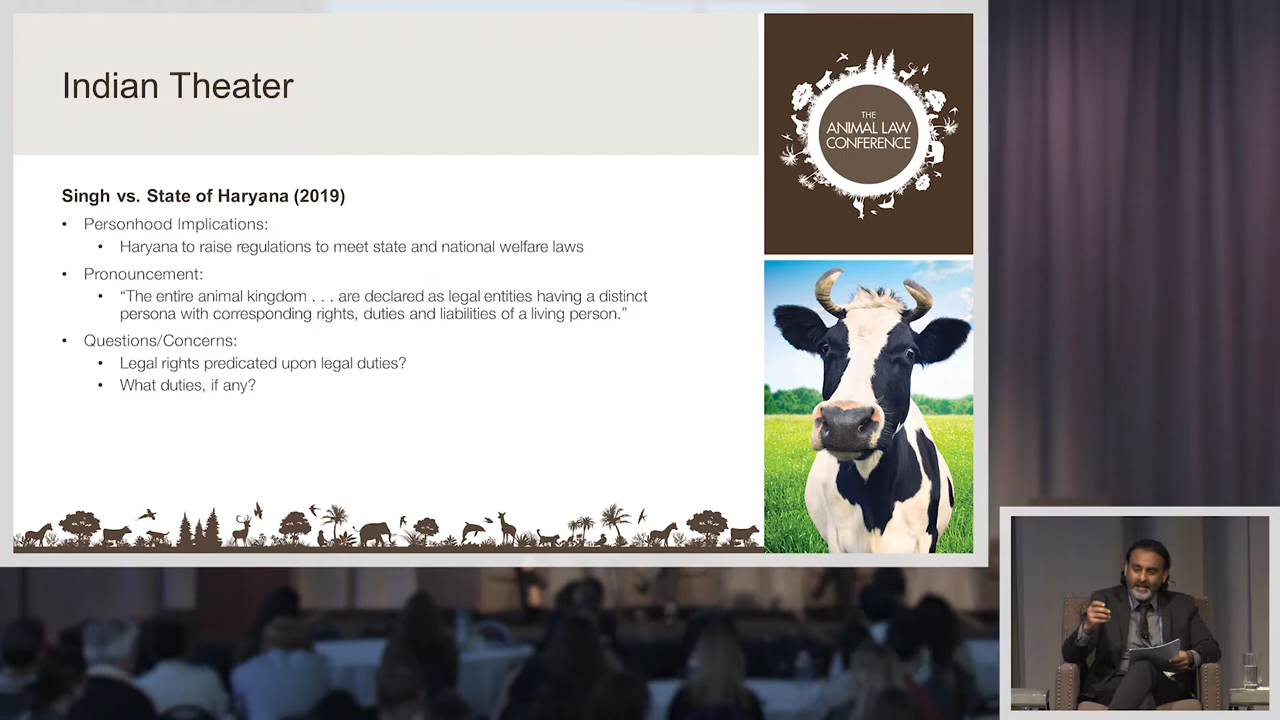 Indian Theater
Singh vs. State of Haryana (2019)
• Personhood Implications:
• Haryana to raise regulations to meet state and national welfare laws
• Pronouncement:
• “The entire animal kingdom . . . are declared as legal entities having a distinct
persona with corresponding rights, duties and liabilities of a living person.”
• Questions/Concerns:
• Legal rights predicated upon legal duties?
• What duties, if any?
THE
ANIMAL LAW
CONFERENCE